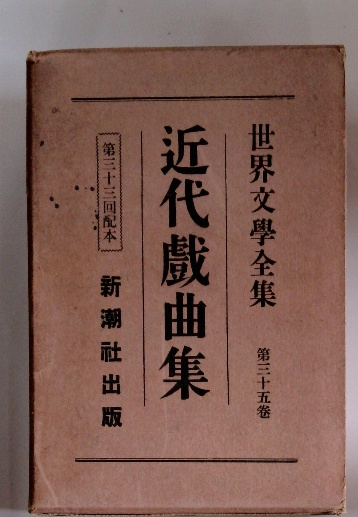 世界文學全集
第三十五卷
近代戲曲集
第三十三回配本
新潮社出版